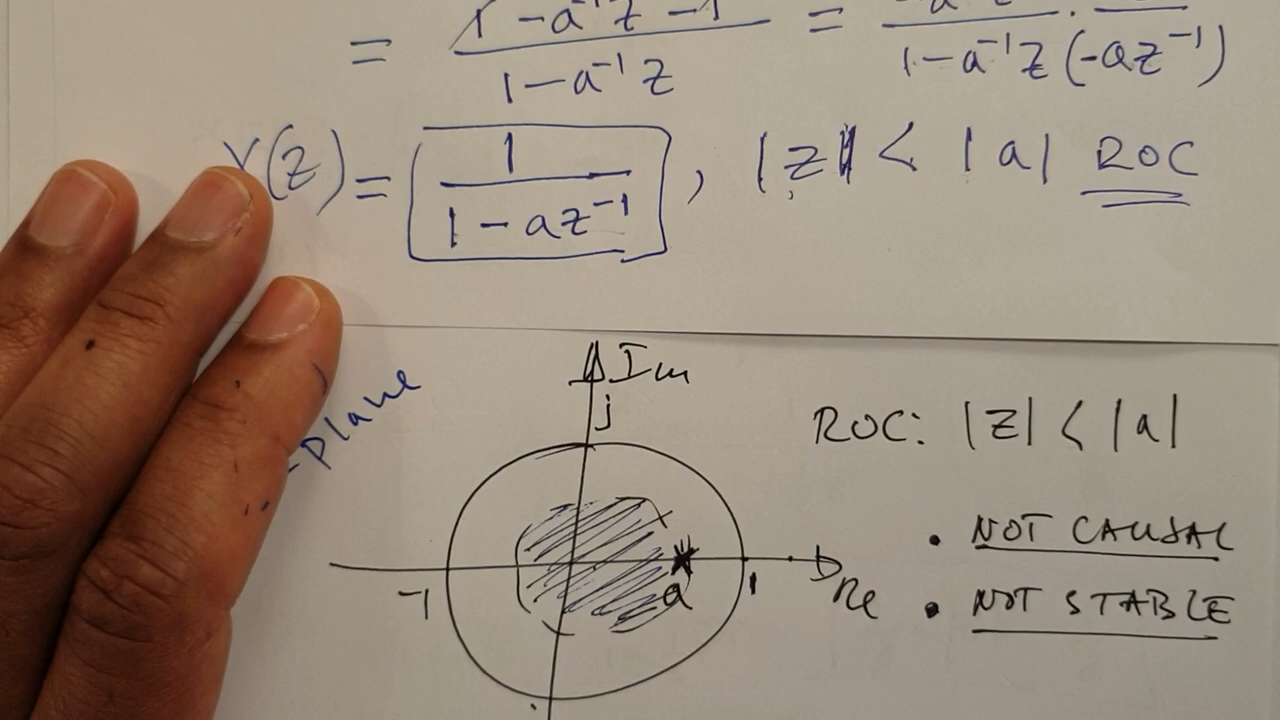 = (1 - a⁻¹z - 1)/(1 - a⁻¹z) = /(1 - a⁻¹z (-az⁻¹))
X(z) = 1/(1 - az⁻¹), |z| < |a| ROC
-plane
Im
j
ROC: |z| < |a|
• NOT CAUSAL
-1 a 1 Re
• NOT STABLE